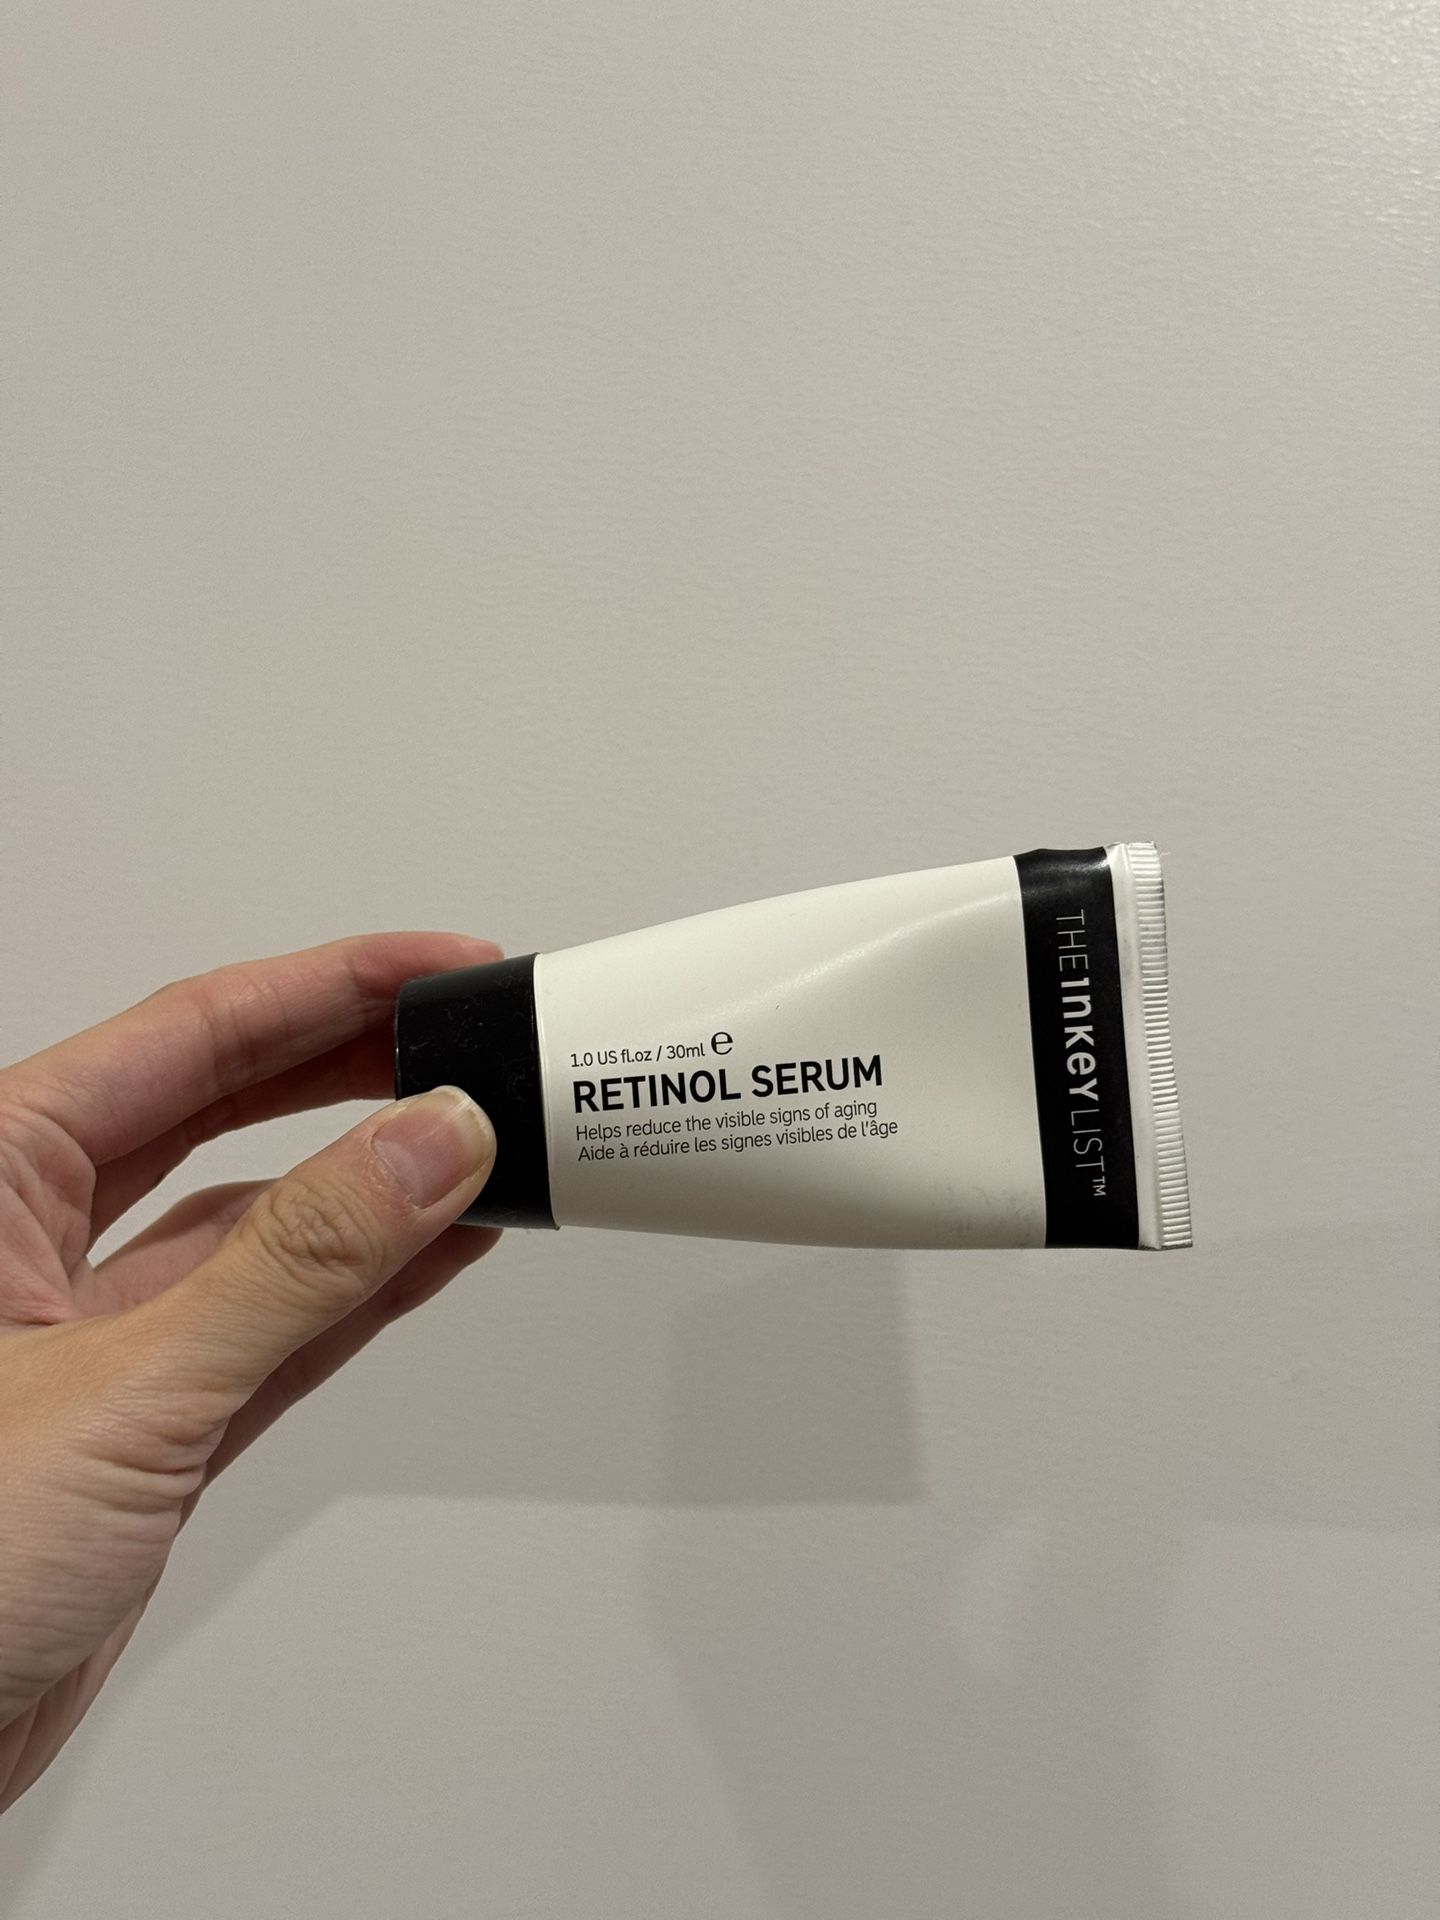 1.0 US fl.oz / 30ml ℮
RETINOL SERUM
Helps reduce the visible signs of aging
Aide à réduire les signes visibles de l'âge
THE INKEY LIST™